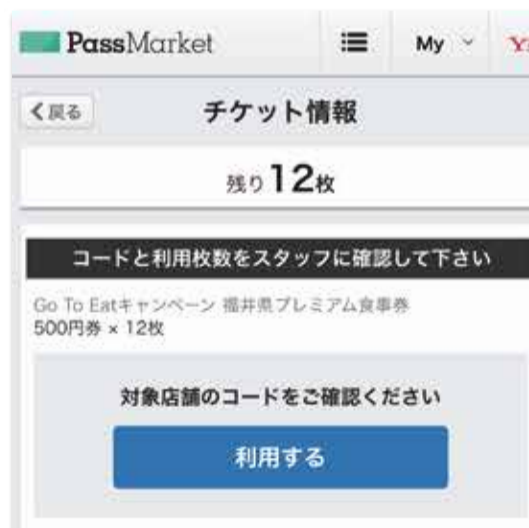 PassMarket
My
Y
戻る
チケット情報
残り12枚
コードと利用枚数をスタッフに確認して下さい
Go To Eatキャンペーン 福井県プレミアム食事券
500円券 × 12枚
対象店舗のコードをご確認ください
利用する